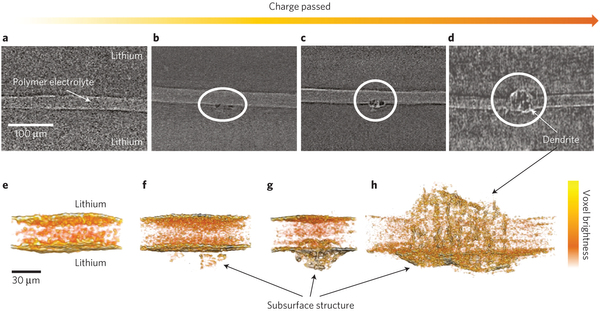 Charge passed
a
b
c
d
Lithium
Polymer electrolyte
100 μm
Lithium
Dendrite
e
f
g
h
Lithium
Lithium
30 μm
Subsurface structure
Voxel brightness